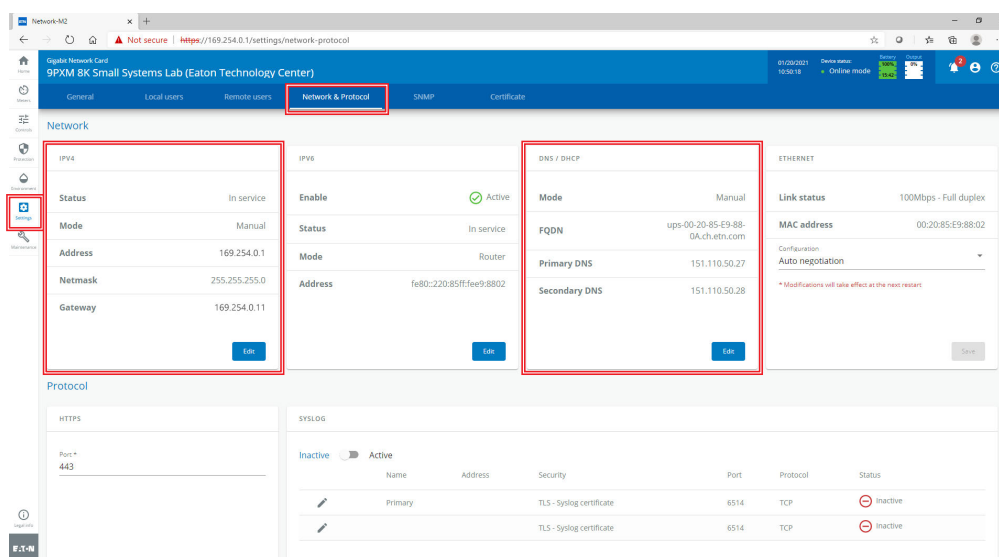 Network-M2
Not secure | https://169.254.0.1/settings/network-protocol
Home
Gigabit Network Card
9PXM 8K Small Systems Lab (Eaton Technology Center)
01/20/2021
10:50:18
Device status:
Online mode
Battery
100%
15:42
Output
0%
2
Meters
General
Local users
Remote users
Network & Protocol
SNMP
Certificate
Controls
Protection
Environment
Settings
Maintenance
Network
IPV4
Status
In service
Mode
Manual
Address
169.254.0.1
Netmask
255.255.255.0
Gateway
169.254.0.11
Edit
IPV6
Enable
Active
Status
In service
Mode
Router
Address
fe80::220:85ff:fee9:8802
Edit
DNS / DHCP
Mode
Manual
FQDN
ups-00-20-85-E9-88-
0A.ch.etn.com
Primary DNS
151.110.50.27
Secondary DNS
151.110.50.28
Edit
ETHERNET
Link status
100Mbps - Full duplex
MAC address
00:20:85:E9:88:02
Configuration
Auto negotiation
* Modifications will take effect at the next restart
Save
Protocol
HTTPS
Port *
443
SYSLOG
Inactive
Active
Name
Address
Security
Port
Protocol
Status
Primary
TLS - Syslog certificate
6514
TCP
Inactive
TLS - Syslog certificate
6514
TCP
Inactive
Legal info
E.T.N